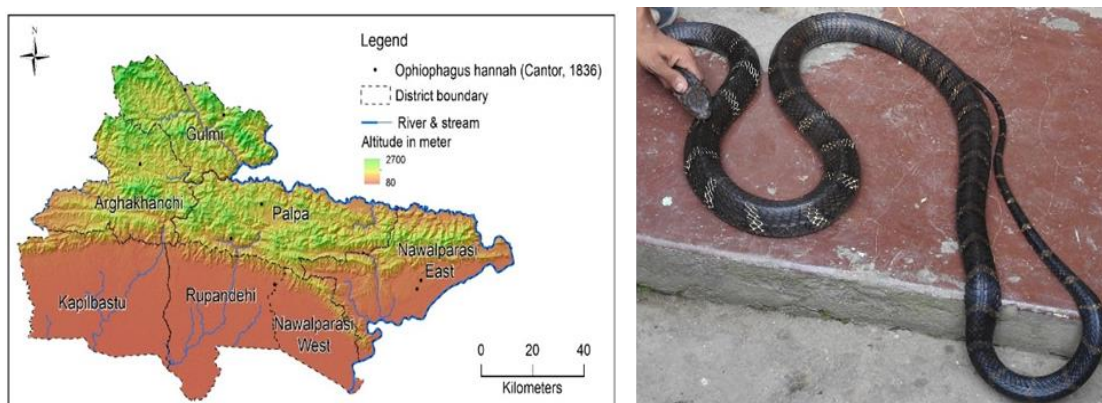 N
Legend
Ophiophagus hannah (Cantor, 1836)
District boundary
River & stream
Altitude in meter
2700
80
Gulmi
Arghakhanchi
Palpa
Nawalparasi
East
Kapilbastu
Rupandehi
Nawalparasi
West
0 20 40
Kilometers